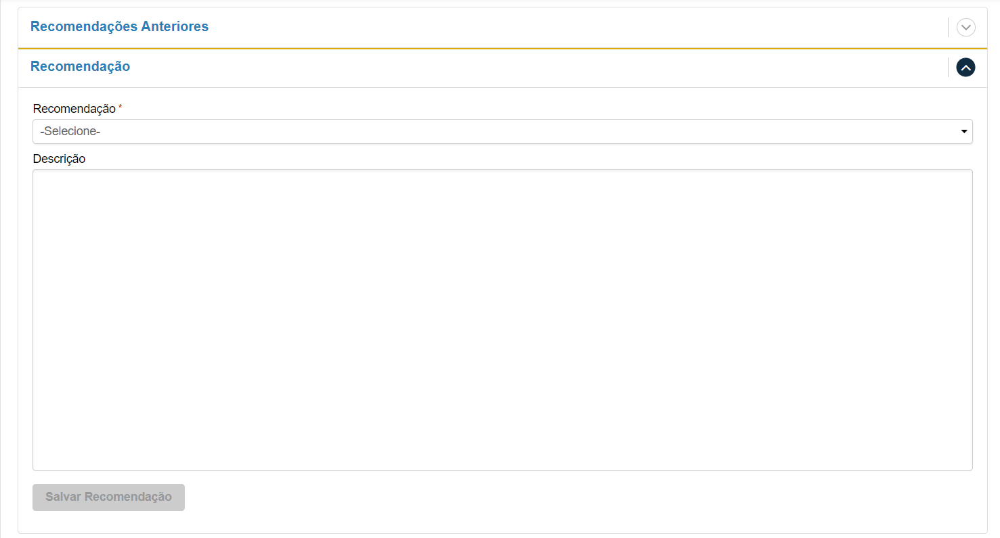 Recomendações Anteriores
Recomendação
Recomendação *
-Selecione-
Descrição
Salvar Recomendação